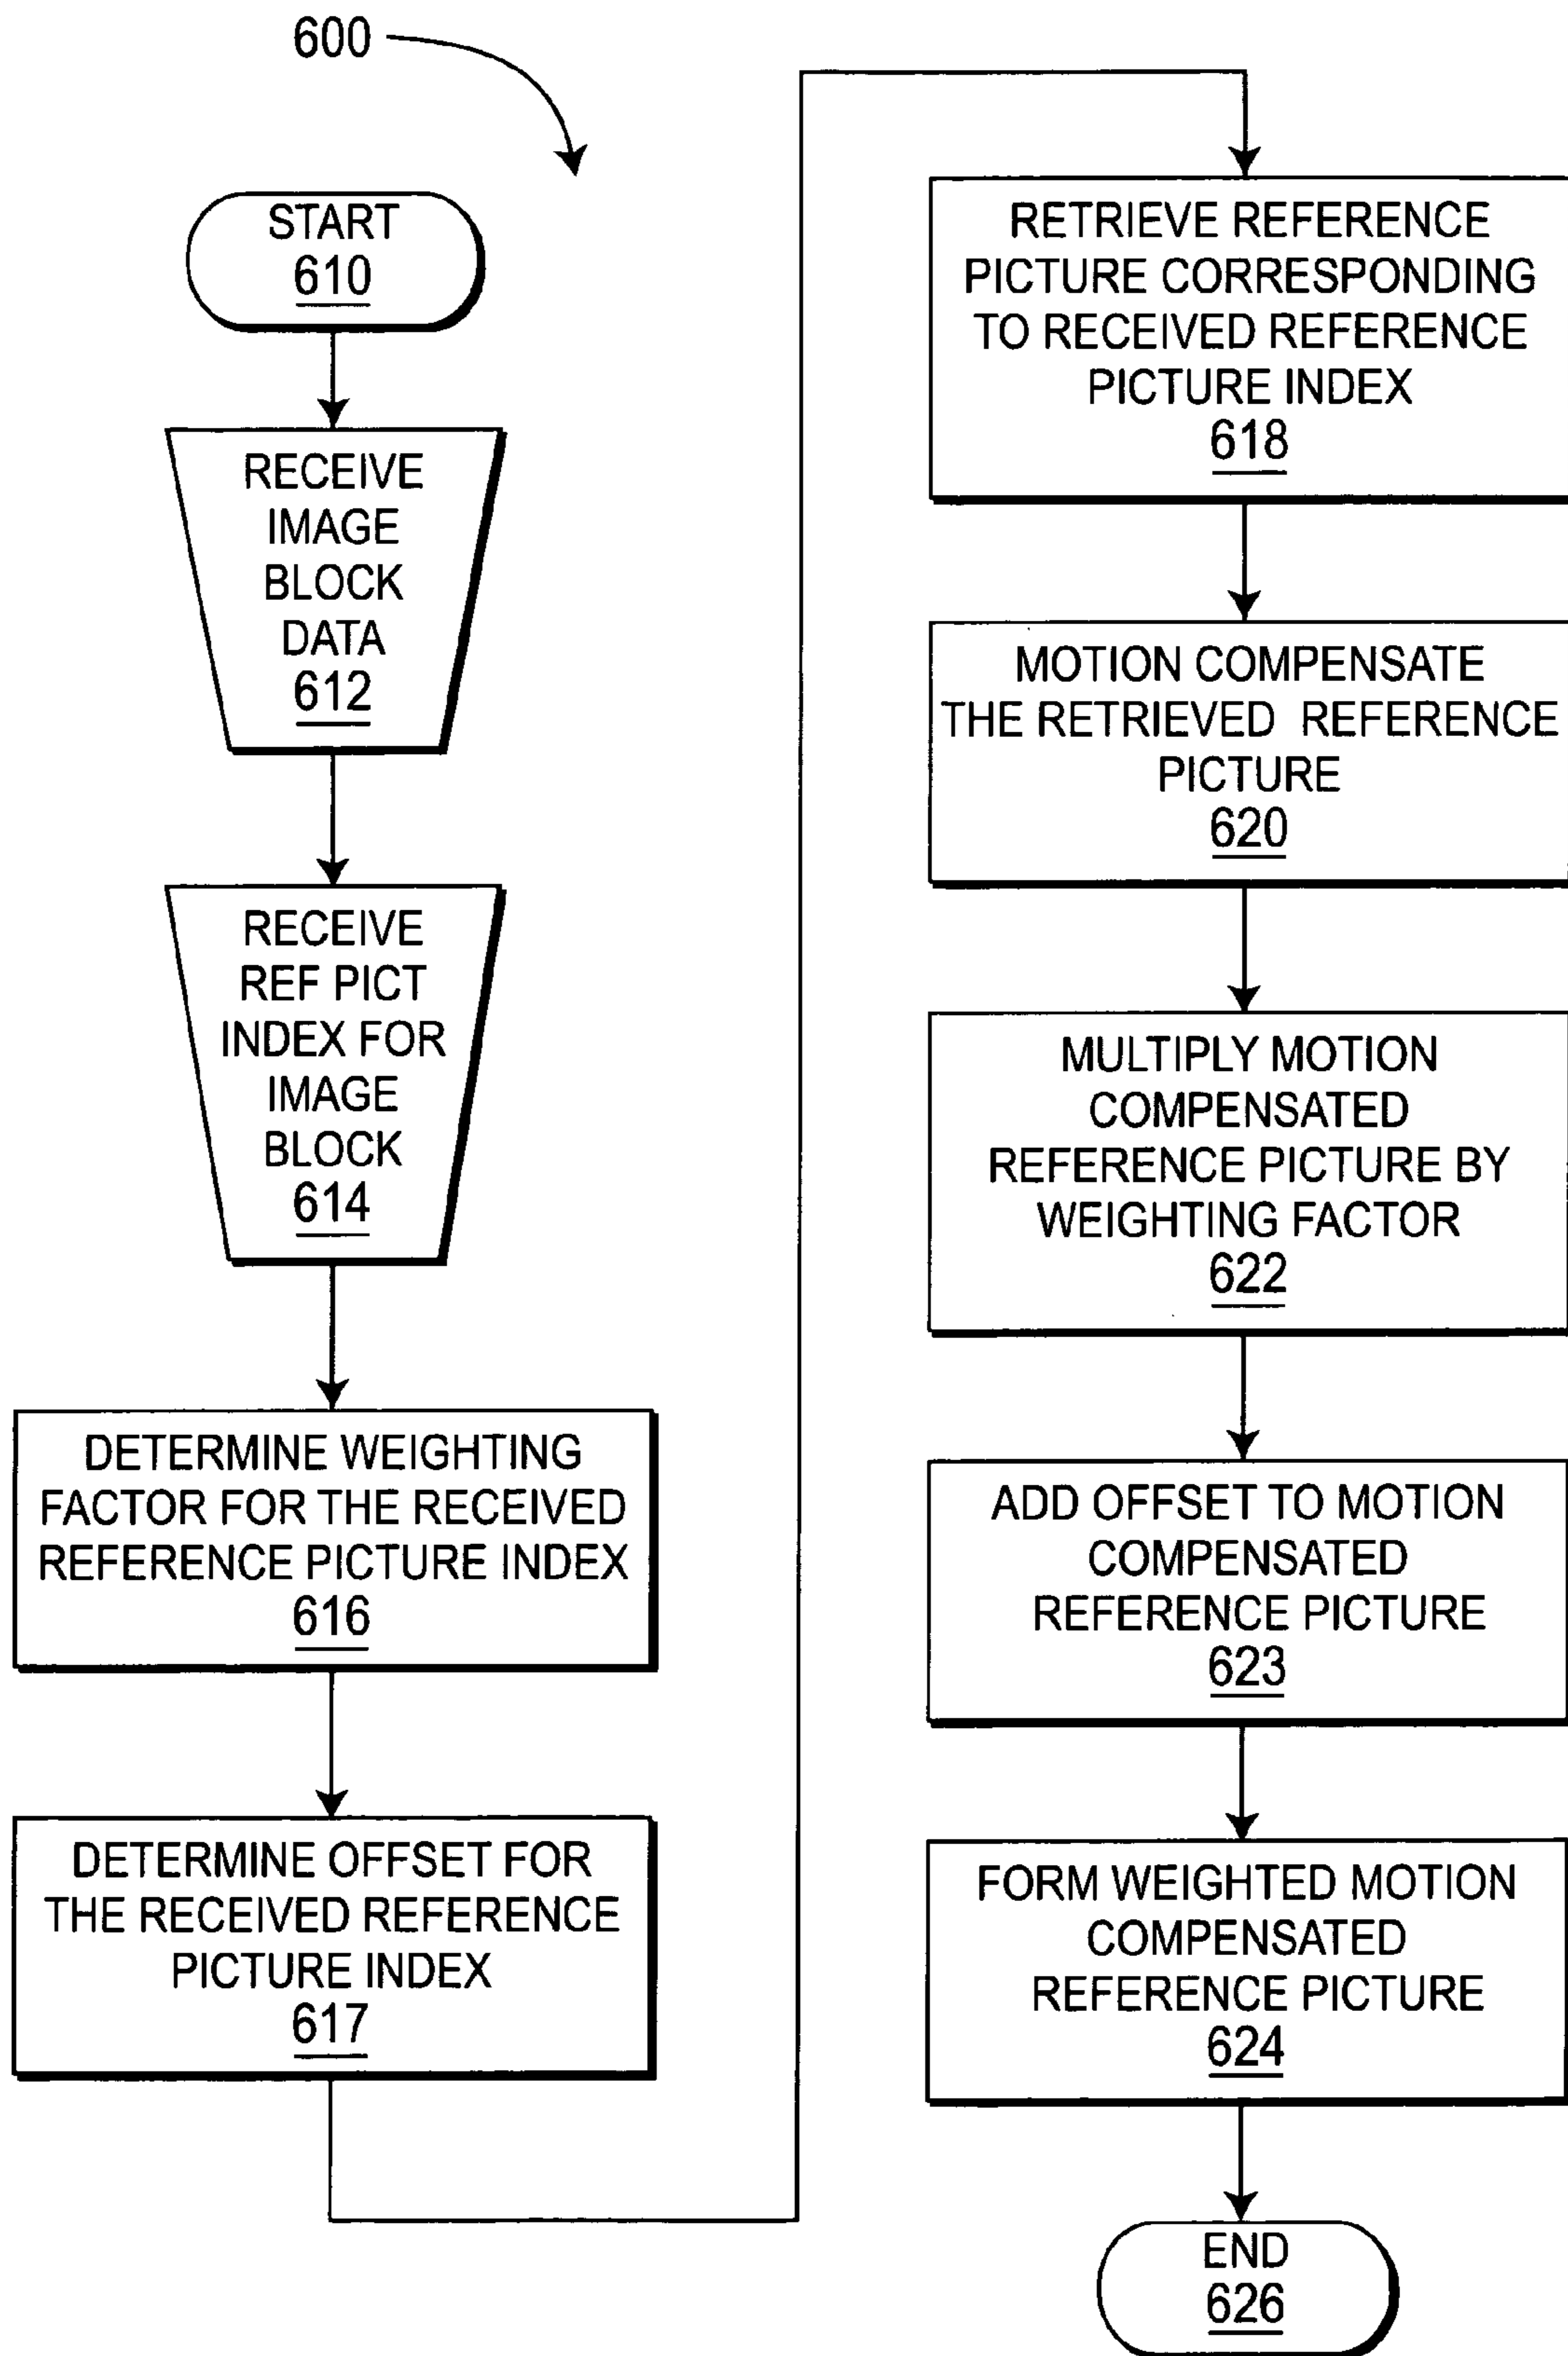 600
START
610
RECEIVE
IMAGE
BLOCK
DATA
612
RECEIVE
REF PICT
INDEX FOR
IMAGE
BLOCK
614
DETERMINE WEIGHTING
FACTOR FOR THE RECEIVED
REFERENCE PICTURE INDEX
616
DETERMINE OFFSET FOR
THE RECEIVED REFERENCE
PICTURE INDEX
617
RETRIEVE REFERENCE
PICTURE CORRESPONDING
TO RECEIVED REFERENCE
PICTURE INDEX
618
MOTION COMPENSATE
THE RETRIEVED REFERENCE
PICTURE
620
MULTIPLY MOTION
COMPENSATED
REFERENCE PICTURE BY
WEIGHTING FACTOR
622
ADD OFFSET TO MOTION
COMPENSATED
REFERENCE PICTURE
623
FORM WEIGHTED MOTION
COMPENSATED
REFERENCE PICTURE
624
END
626